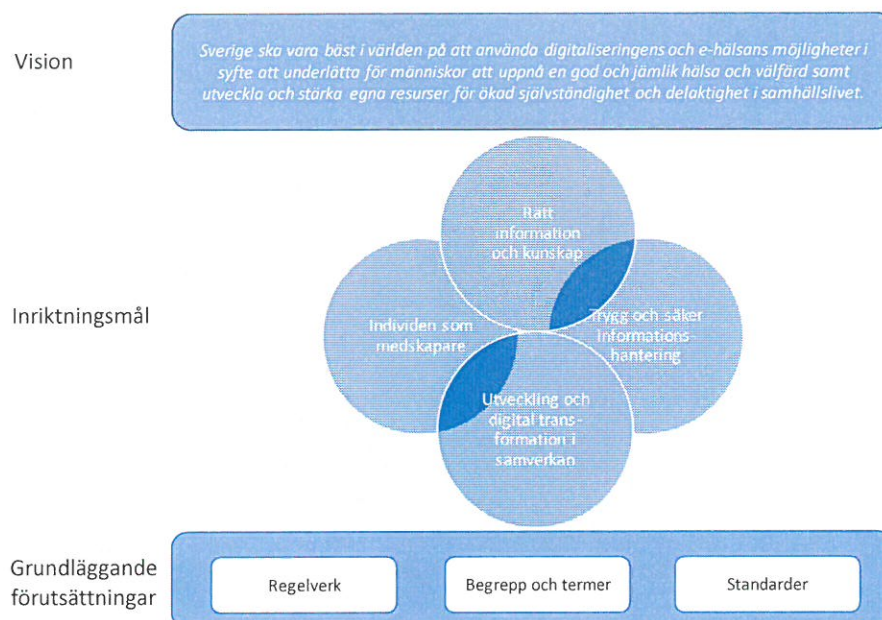 Vision
Sverige ska vara bäst i världen på att använda digitaliseringens och e-hälsans möjligheter i
syfte att underlätta för människor att uppnå en god och jämlik hälsa och välfärd samt
utveckla och stärka egna resurser för ökad självständighet och delaktighet i samhällslivet.
Inriktningsmål
Rätt
information
och kunskap
Individen som
medskapare
Trygg och säker
informations-
hantering
Utveckling och
digital trans-
formation i
samverkan
Grundläggande
förutsättningar
Regelverk
Begrepp och termer
Standarder